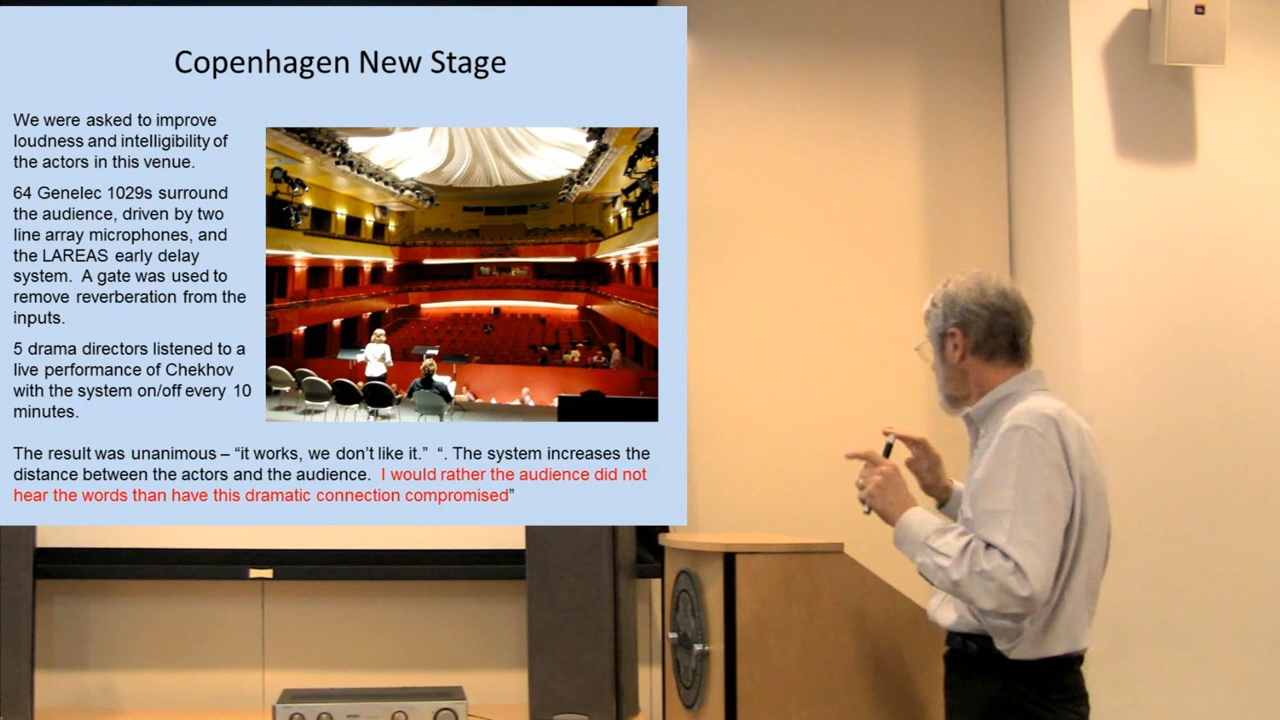 Copenhagen New Stage
We were asked to improve
loudness and intelligibility of
the actors in this venue.
64 Genelec 1029s surround
the audience, driven by two
line array microphones, and
the LAREAS early delay
system.  A gate was used to
remove reverberation from the
inputs.
5 drama directors listened to a
live performance of Chekhov
with the system on/off every 10
minutes.
The result was unanimous – “it works, we don’t like it.”  “. The system increases the
distance between the actors and the audience.  I would rather the audience did not
hear the words than have this dramatic connection compromised”